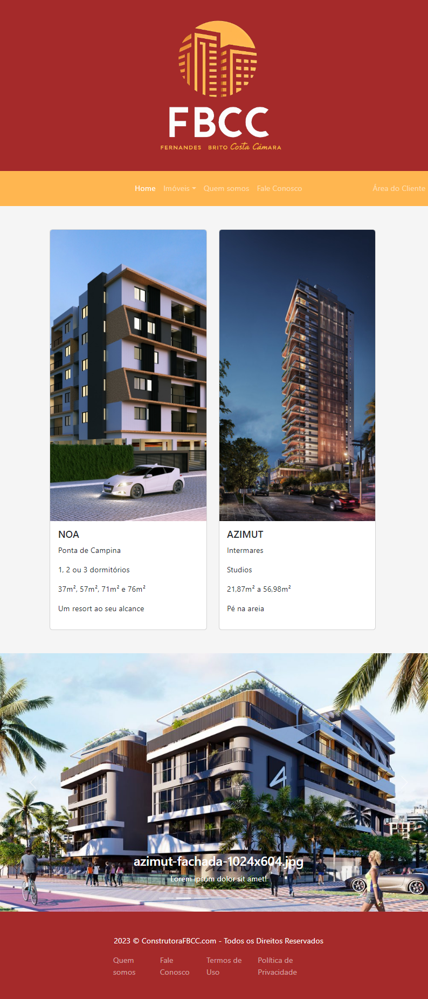 FBCC
FERNANDES BRITO Costa CâmARA
Home Imóveis Quem somos Fale Conosco Área do Cliente
NOA
Ponta de Campina
1, 2 ou 3 dormitórios
37m², 57m², 71m² e 76m²
Um resort ao seu alcance
AZIMUT
Intermares
Studios
21,87m² a 56,98m²
Pé na areia
azimut-fachada-1024x604.jpg
Lorem ipsum dolor sit amet!
2023 © ConstrutoraFBCC.com - Todos os Direitos Reservados
Quem somos
Fale Conosco
Termos de Uso
Política de Privacidade